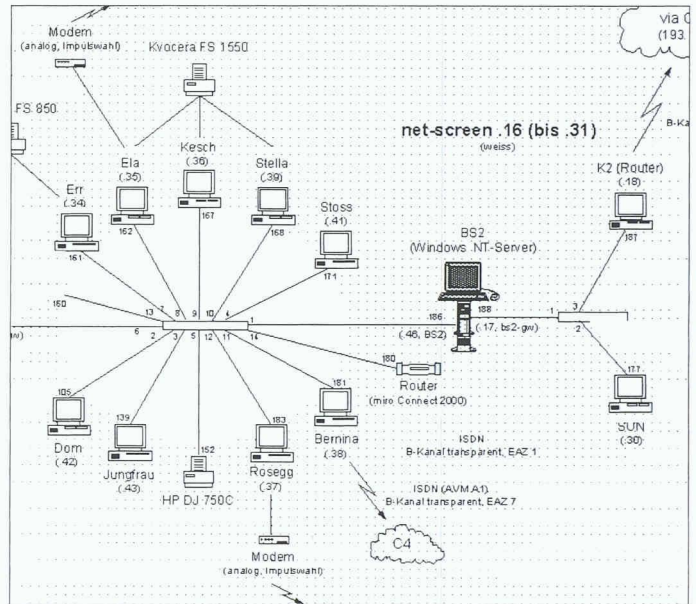 Modem
(analog, Impulswahl)
Kyocera FS 1550
via
(193.
FS 850
B-Ka
net-screen .16 (bis .31)
(weiss)
Ela
(.35)
Kesch
(.36)
Stella
(.39)
K2 (Router)
(.18)
Err
(.34)
Stoss
(.41)
BS2
(Windows NT-Server)
162
167
168
187
161
171
150
13
7
8
9
10
4
1
186
188
1
3
6
2
3
5
12
11
14
(.46, BS2)
(.17, bs2-gw)
2
180
Router
(miro Connect 2000)
105
139
152
183
181
177
Dom
(.42)
Jungfrau
(.43)
HP DJ 750C
Rosegg
(.37)
Bernina
(.38)
SUN
(.30)
ISDN
B-Kanal transparent, EAZ 1
ISDN (AVM A1)
B-Kanal transparent, EAZ 7
C4
Modem
(analog, Impulswahl)